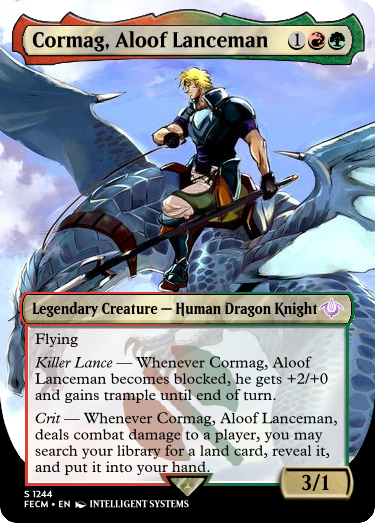 Cormag, Aloof Lanceman 1
Legendary Creature — Human Dragon Knight
Flying
Killer Lance — Whenever Cormag, Aloof
Lanceman becomes blocked, he gets +2/+0
and gains trample until end of turn.
Crit — Whenever Cormag, Aloof Lanceman,
deals combat damage to a player, you may
search your library for a land card, reveal it,
and put it into your hand.
3/1
S 1244
FECM • EN INTELLIGENT SYSTEMS